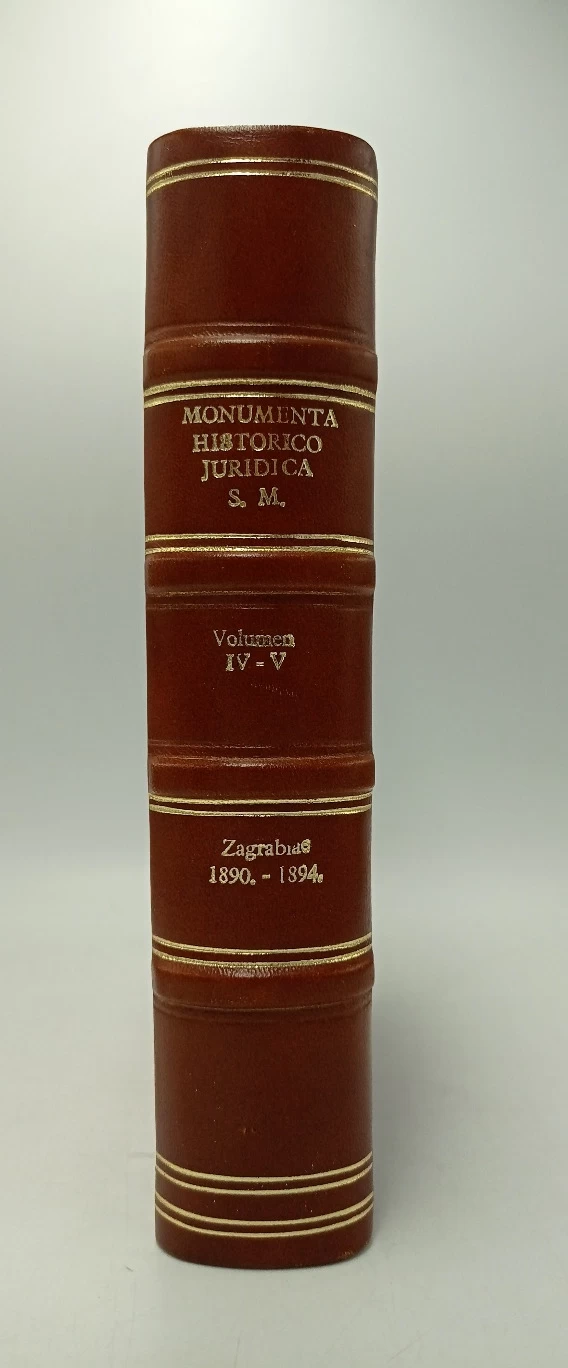 MONUMENTA
HISTORICO
JURIDICA
S. M.
Volumen
IV - V
Zagrabiae
1890. - 1894.